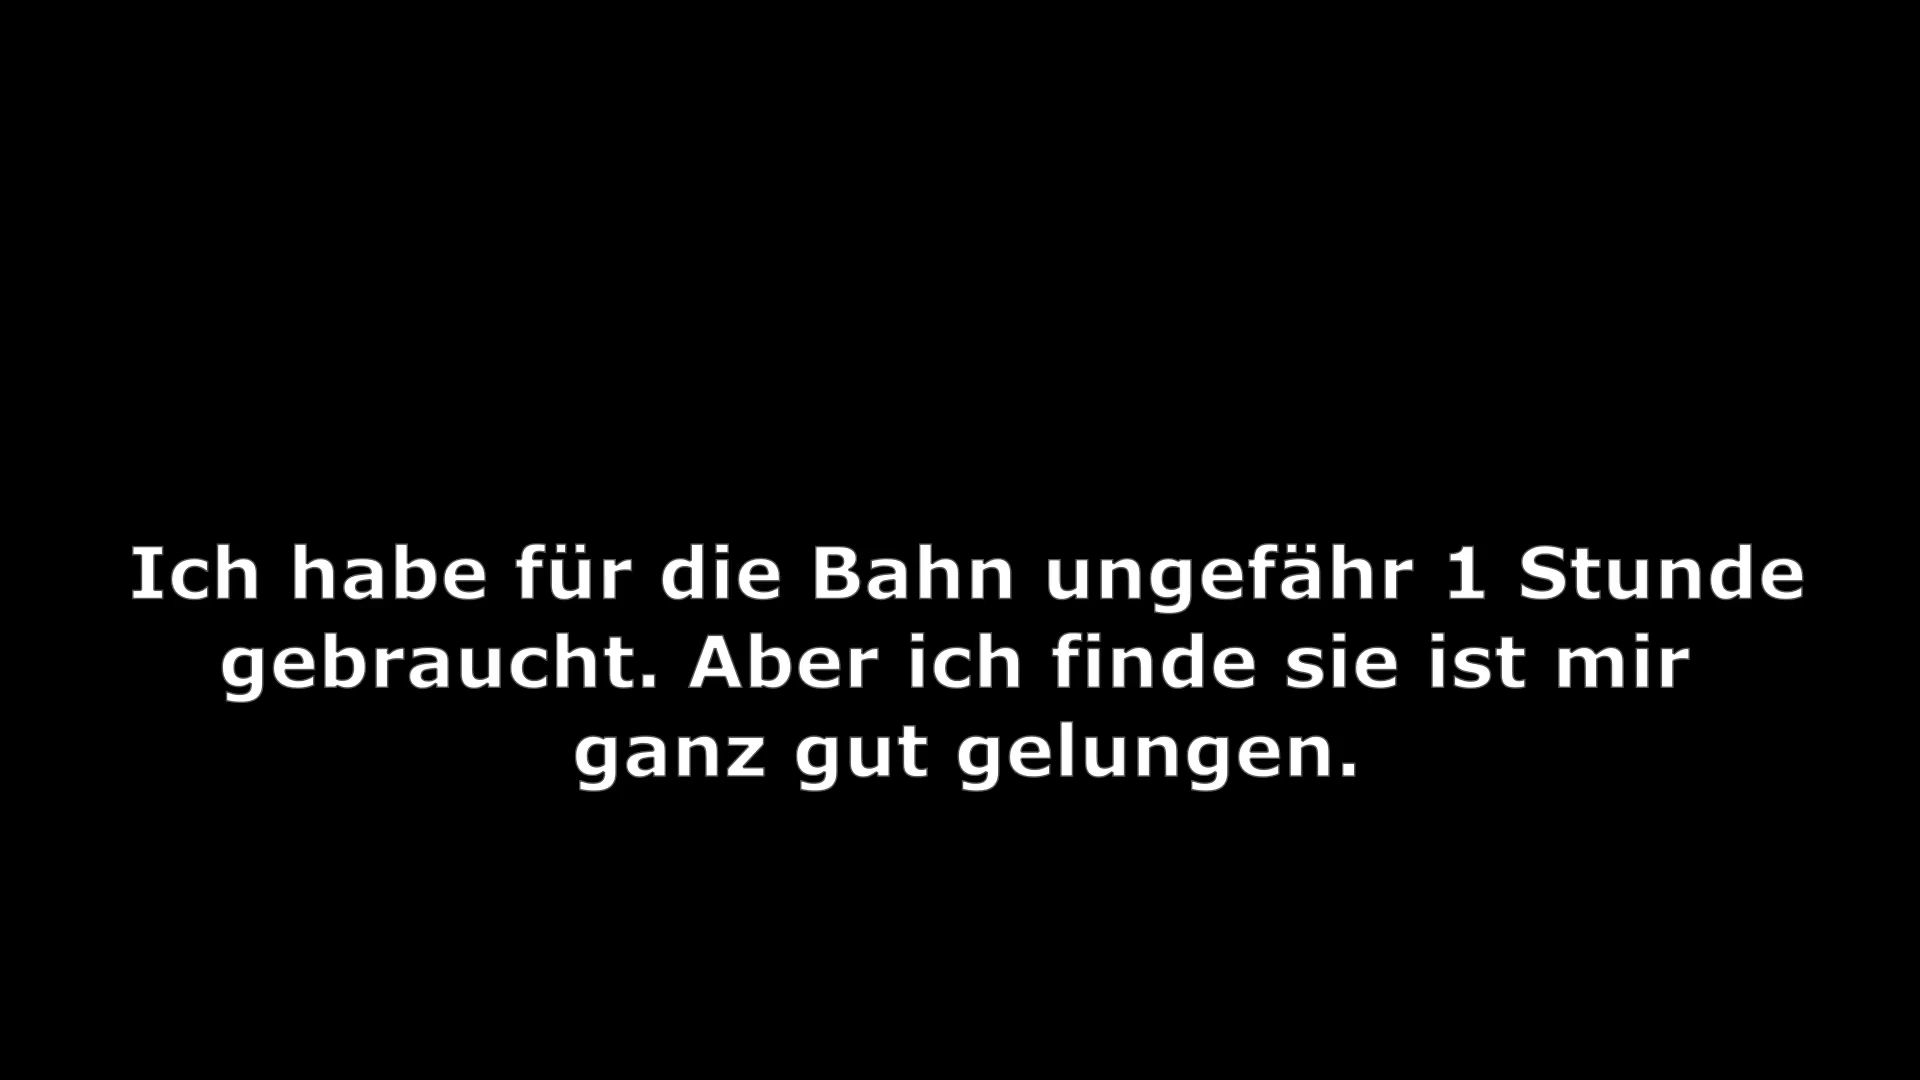 Ich habe für die Bahn ungefähr 1 Stunde
gebraucht. Aber ich finde sie ist mir
ganz gut gelungen.